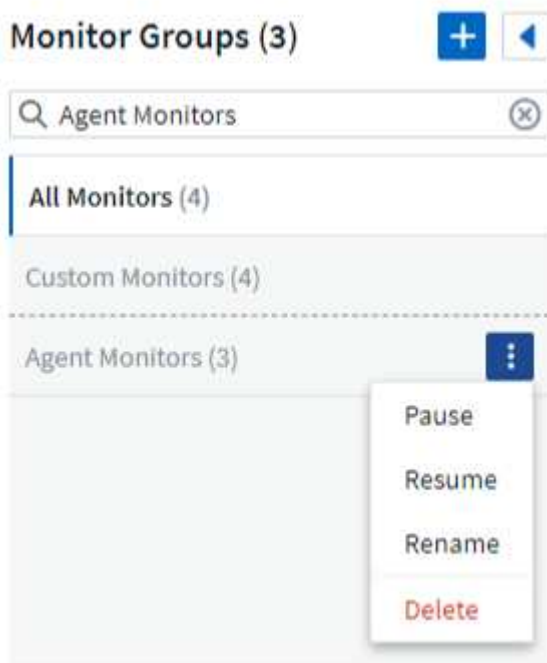 Monitor Groups (3)
Agent Monitors
All Monitors (4)
Custom Monitors (4)
Agent Monitors (3)
Pause
Resume
Rename
Delete